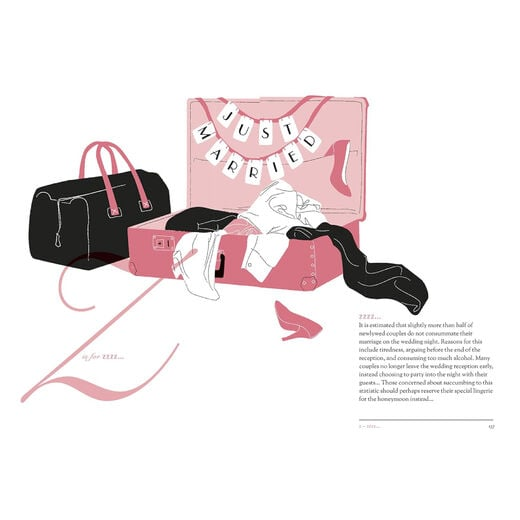 JUST
MARRIED
Z
is for zzzz...
zzzz...
It is estimated that slightly more than half of
newlywed couples do not consummate their
marriage on the wedding night. Reasons for this
include tiredness, arguing before the end of the
reception, and consuming too much alcohol. Many
couples no longer leave the wedding reception early,
instead choosing to party into the night with their
guests... Those concerned about succumbing to this
statistic should perhaps reserve their special lingerie
for the honeymoon instead...
z – zzzz...